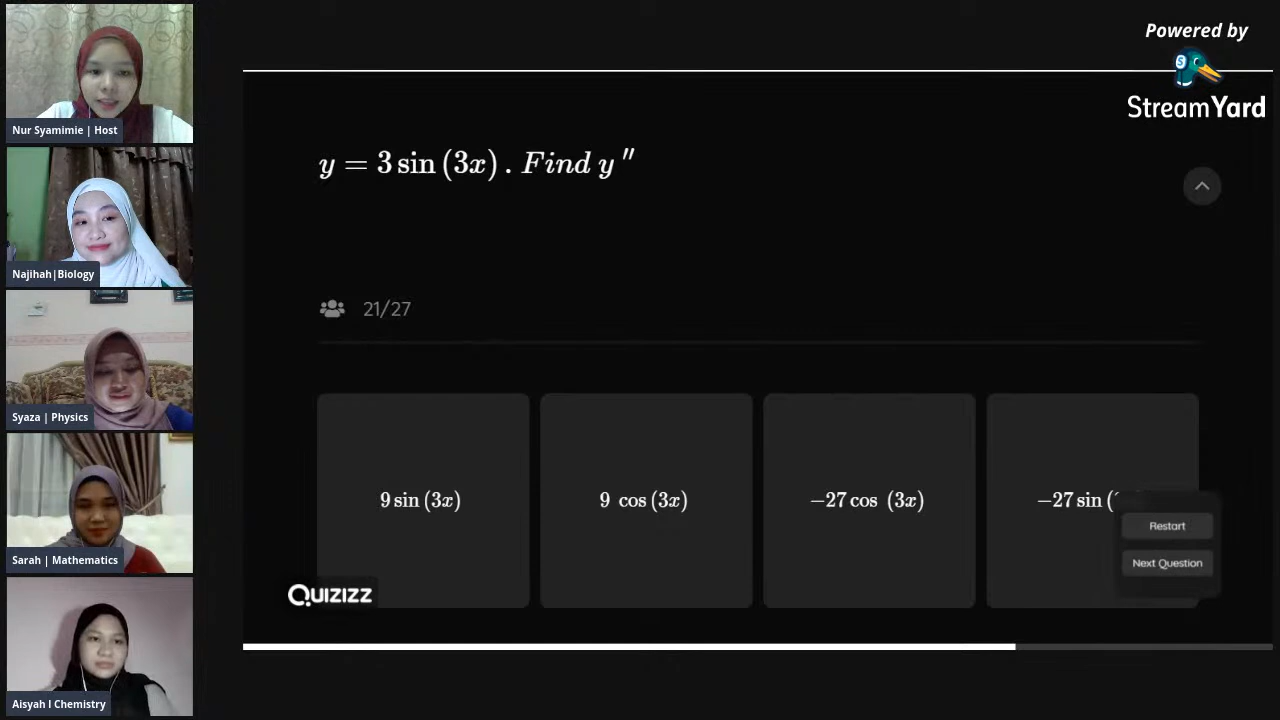 Powered by
StreamYard
Nur Syamimie | Host
Najihah|Biology
Syaza | Physics
Sarah | Mathematics
Aisyah I Chemistry
y = 3 sin (3x) . Find y ″
21/27
9 sin (3x)
9 cos (3x)
−27 cos (3x)
−27 sin (
Restart
Next Question
QUIZIZZ